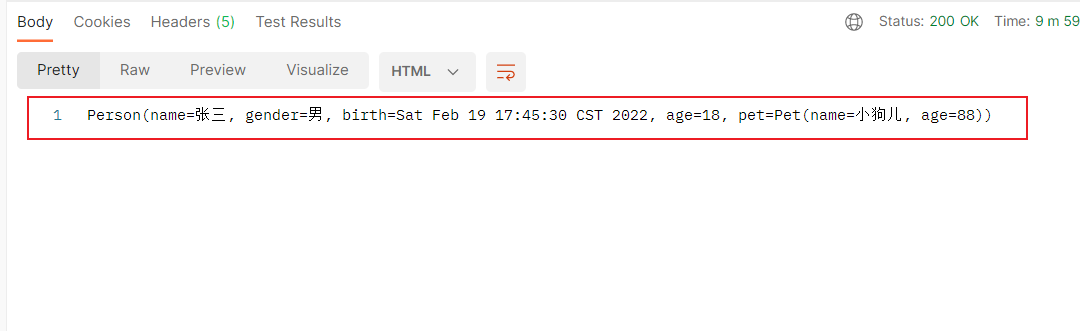 Body Cookies Headers (5) Test Results Status: 200 OK Time: 9 m 59
Pretty Raw Preview Visualize HTML
1 Person(name=张三, gender=男, birth=Sat Feb 19 17:45:30 CST 2022, age=18, pet=Pet(name=小狗儿, age=88))